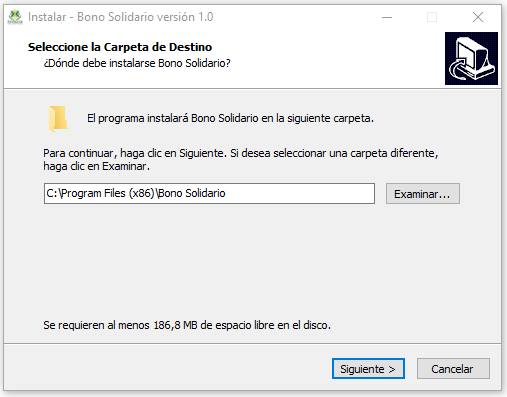 Instalar - Bono Solidario versión 1.0
Seleccione la Carpeta de Destino
¿Dónde debe instalarse Bono Solidario?
El programa instalará Bono Solidario en la siguiente carpeta.
Para continuar, haga clic en Siguiente. Si desea seleccionar una carpeta diferente,
haga clic en Examinar.
C:\Program Files (x86)\Bono Solidario
Examinar...
Se requieren al menos 186,8 MB de espacio libre en el disco.
Siguiente >
Cancelar